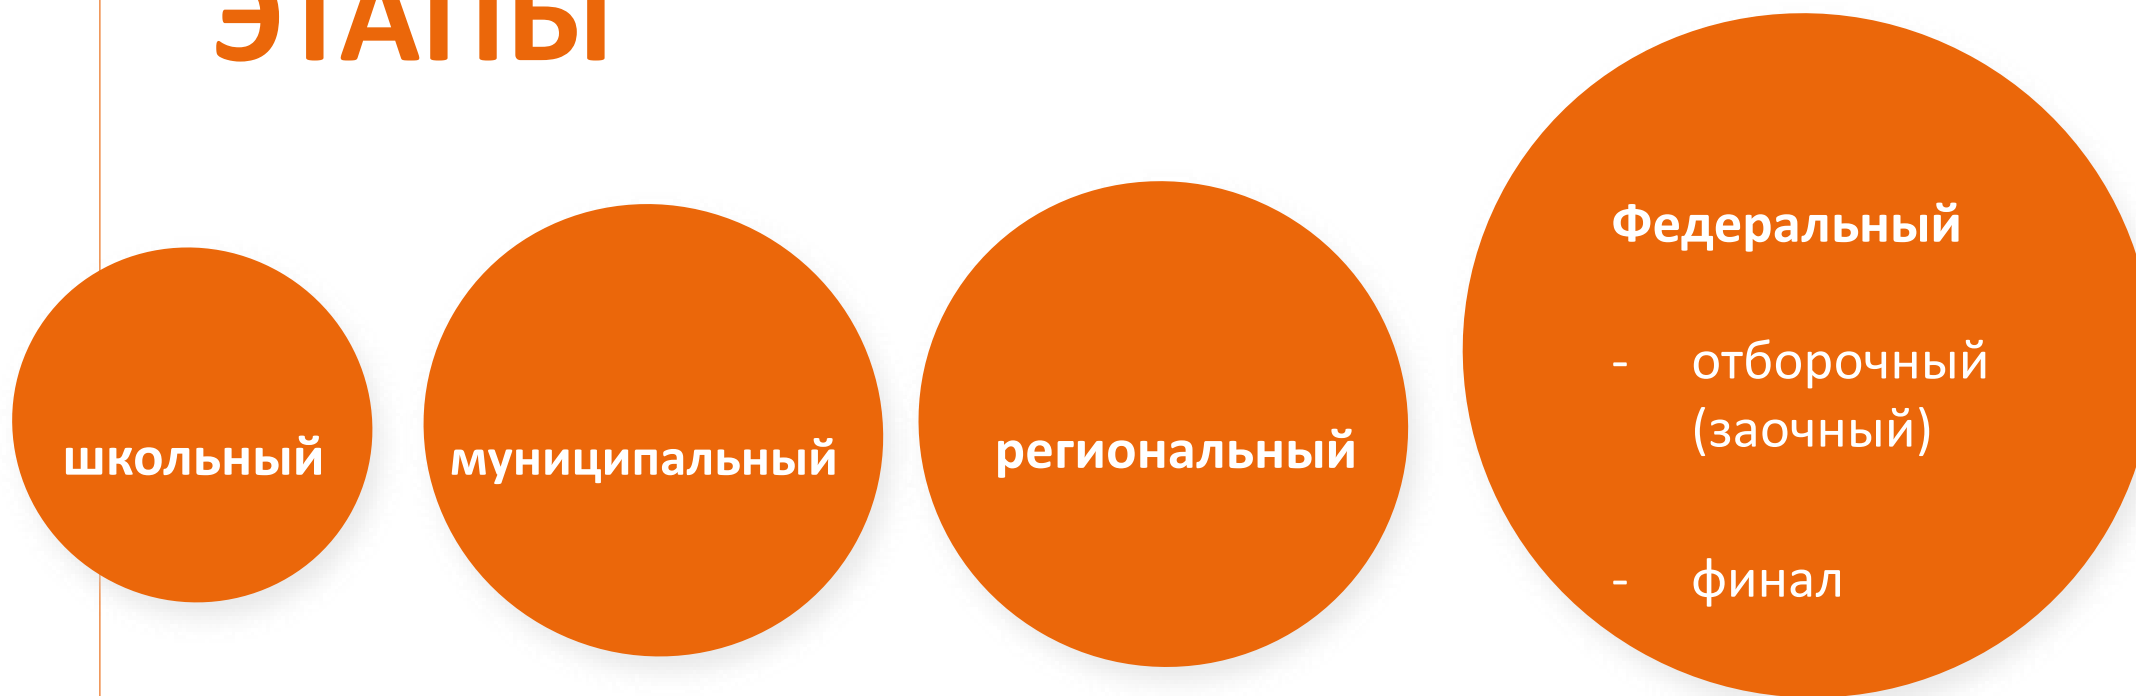 ЭТАПЫ
школьный
муниципальный
региональный
Федеральный
- отборочный
(заочный)
- финал